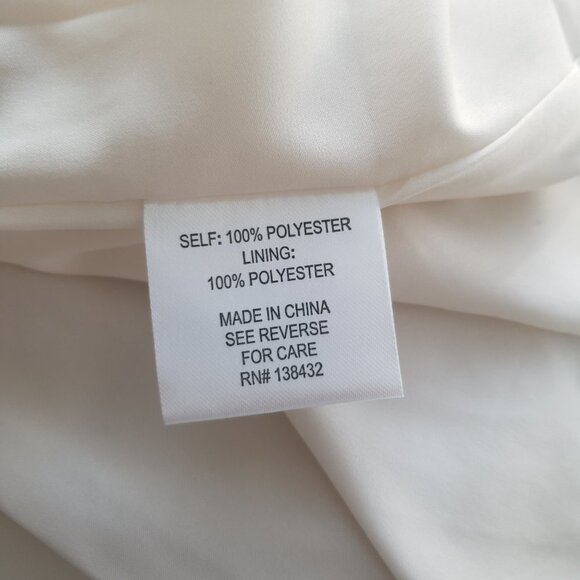 SELF: 100% POLYESTER
LINING:
100% POLYESTER
MADE IN CHINA
SEE REVERSE
FOR CARE
RN# 138432